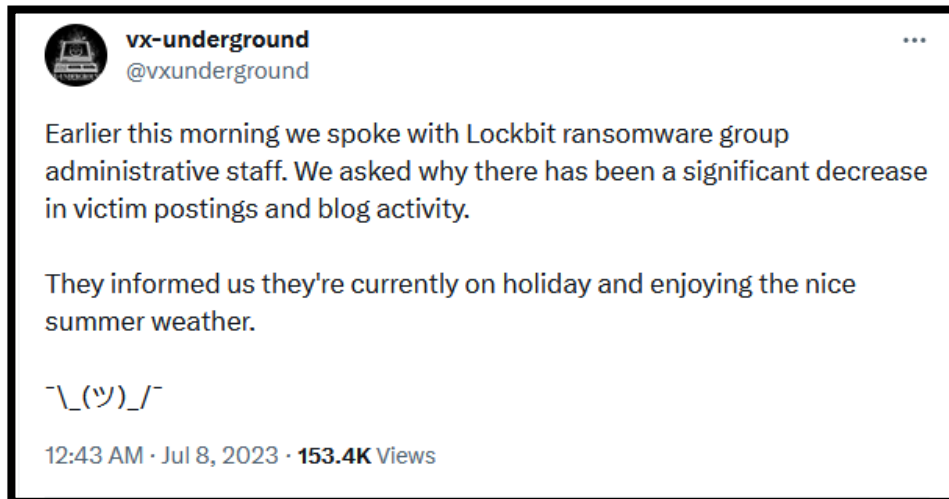 vx-underground
@vxunderground
Earlier this morning we spoke with Lockbit ransomware group
administrative staff. We asked why there has been a significant decrease
in victim postings and blog activity.
They informed us they're currently on holiday and enjoying the nice
summer weather.
¯\_(ツ)_/¯
12:43 AM · Jul 8, 2023 · 153.4K Views